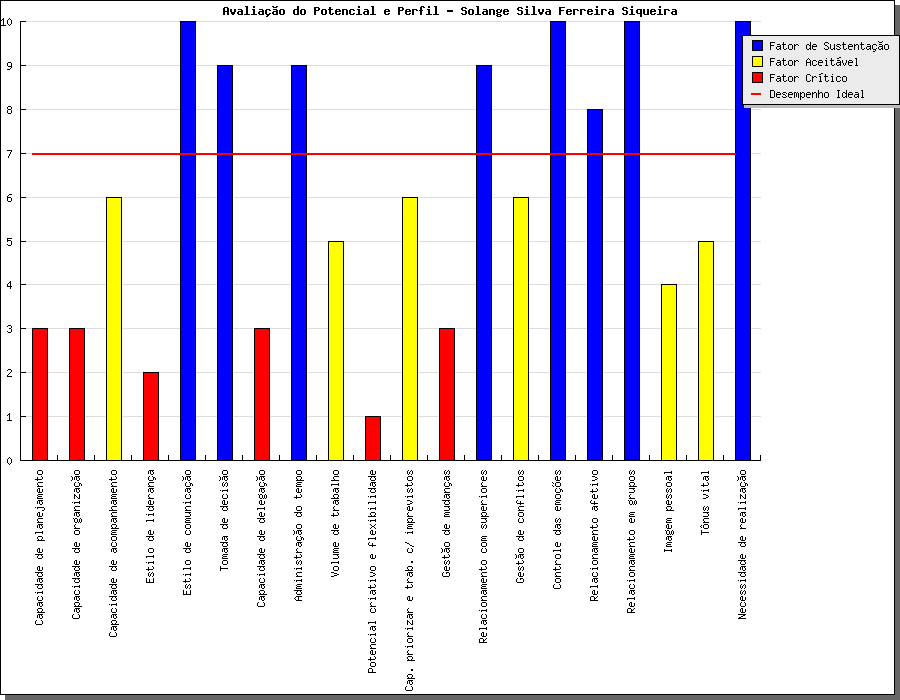 Avaliação do Potencial e Perfil - Solange Silva Ferreira Siqueira
Fator de Sustentação
Fator Aceitável
Fator Crítico
Desempenho Ideal
10
9
8
7
6
5
4
3
2
1
0
Capacidade de planejamento
Capacidade de organização
Capacidade de acompanhamento
Estilo de liderança
Estilo de comunicação
Tomada de decisão
Capacidade de delegação
Administração do tempo
Volume de trabalho
Potencial criativo e flexibilidade
Cap. priorizar e trab. c/ imprevistos
Gestão de mudanças
Relacionamento com superiores
Gestão de conflitos
Controle das emoções
Relacionamento afetivo
Relacionamento em grupos
Imagem pessoal
Tônus vital
Necessidade de realização